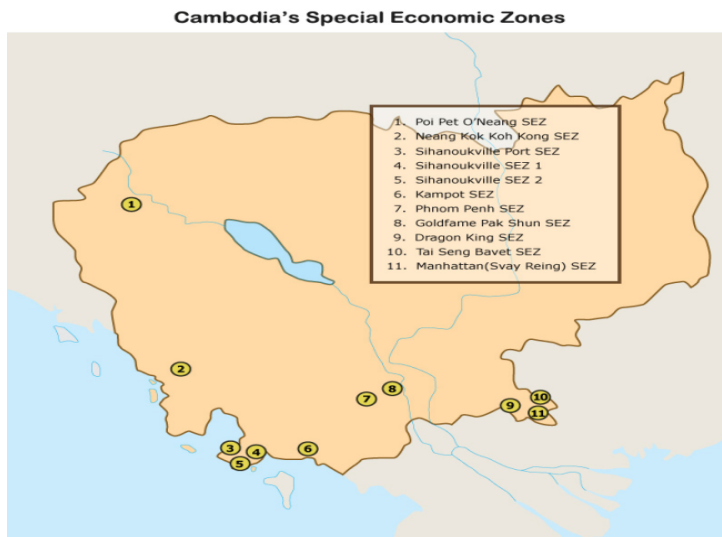 Cambodia's Special Economic Zones
1. Poi Pet O'Neang SEZ
2. Neang Kok Koh Kong SEZ
3. Sihanoukville Port SEZ
4. Sihanoukville SEZ 1
5. Sihanoukville SEZ 2
6. Kampot SEZ
7. Phnom Penh SEZ
8. Goldfame Pak Shun SEZ
9. Dragon King SEZ
10. Tai Seng Bavet SEZ
11. Manhattan(Svay Reing) SEZ
1
2
8
7
10
9
11
3
4
6
5